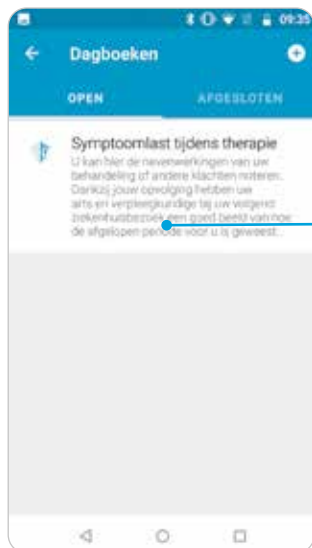 09:35
Dagboeken
OPEN
AFGESLOTEN
Symptoomlast tijdens therapie
U kan hier de nevenwerkingen van uw
behandeling of andere klachten noteren.
Dankzij jouw opvolging hebben uw
arts en verpleegkundige bij uw volgend
ziekenhuisbezoek een goed beeld van hoe
de afgelopen periode voor u is geweest.